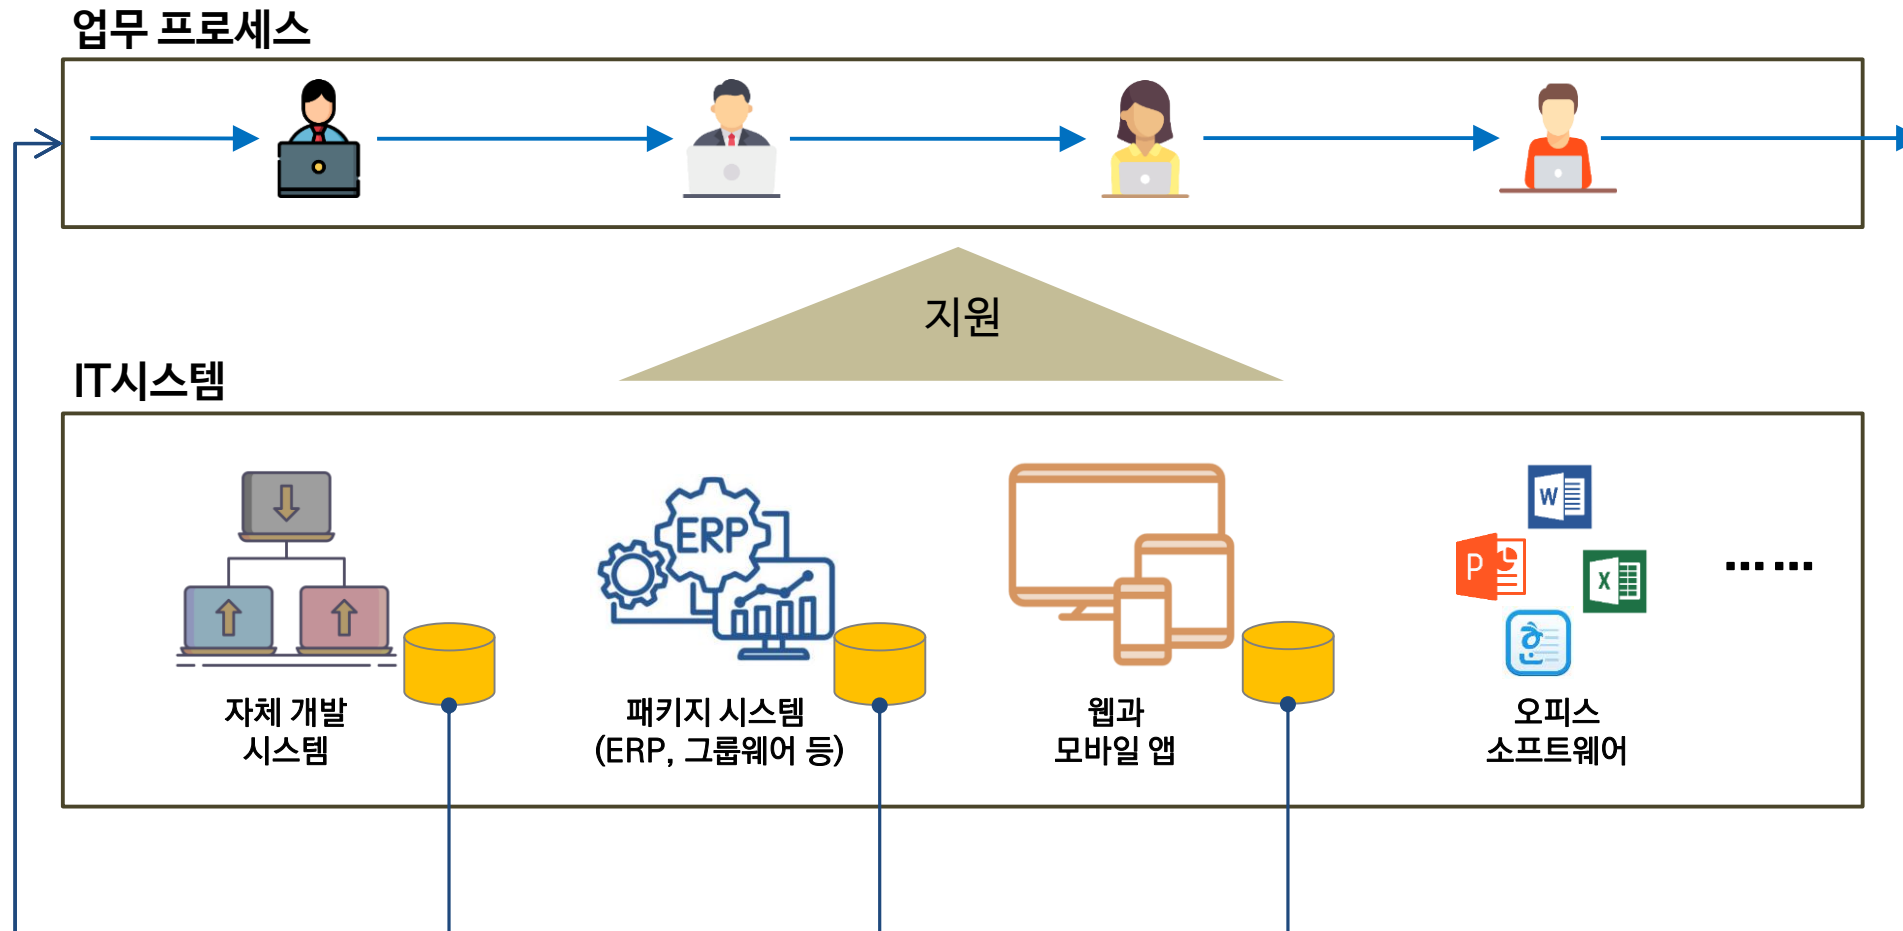 업무 프로세스
지원
IT시스템
ERP
W
P
X
한
자체 개발
시스템
패키지 시스템
(ERP, 그룹웨어 등)
웹과
모바일 앱
오피스
소프트웨어
……